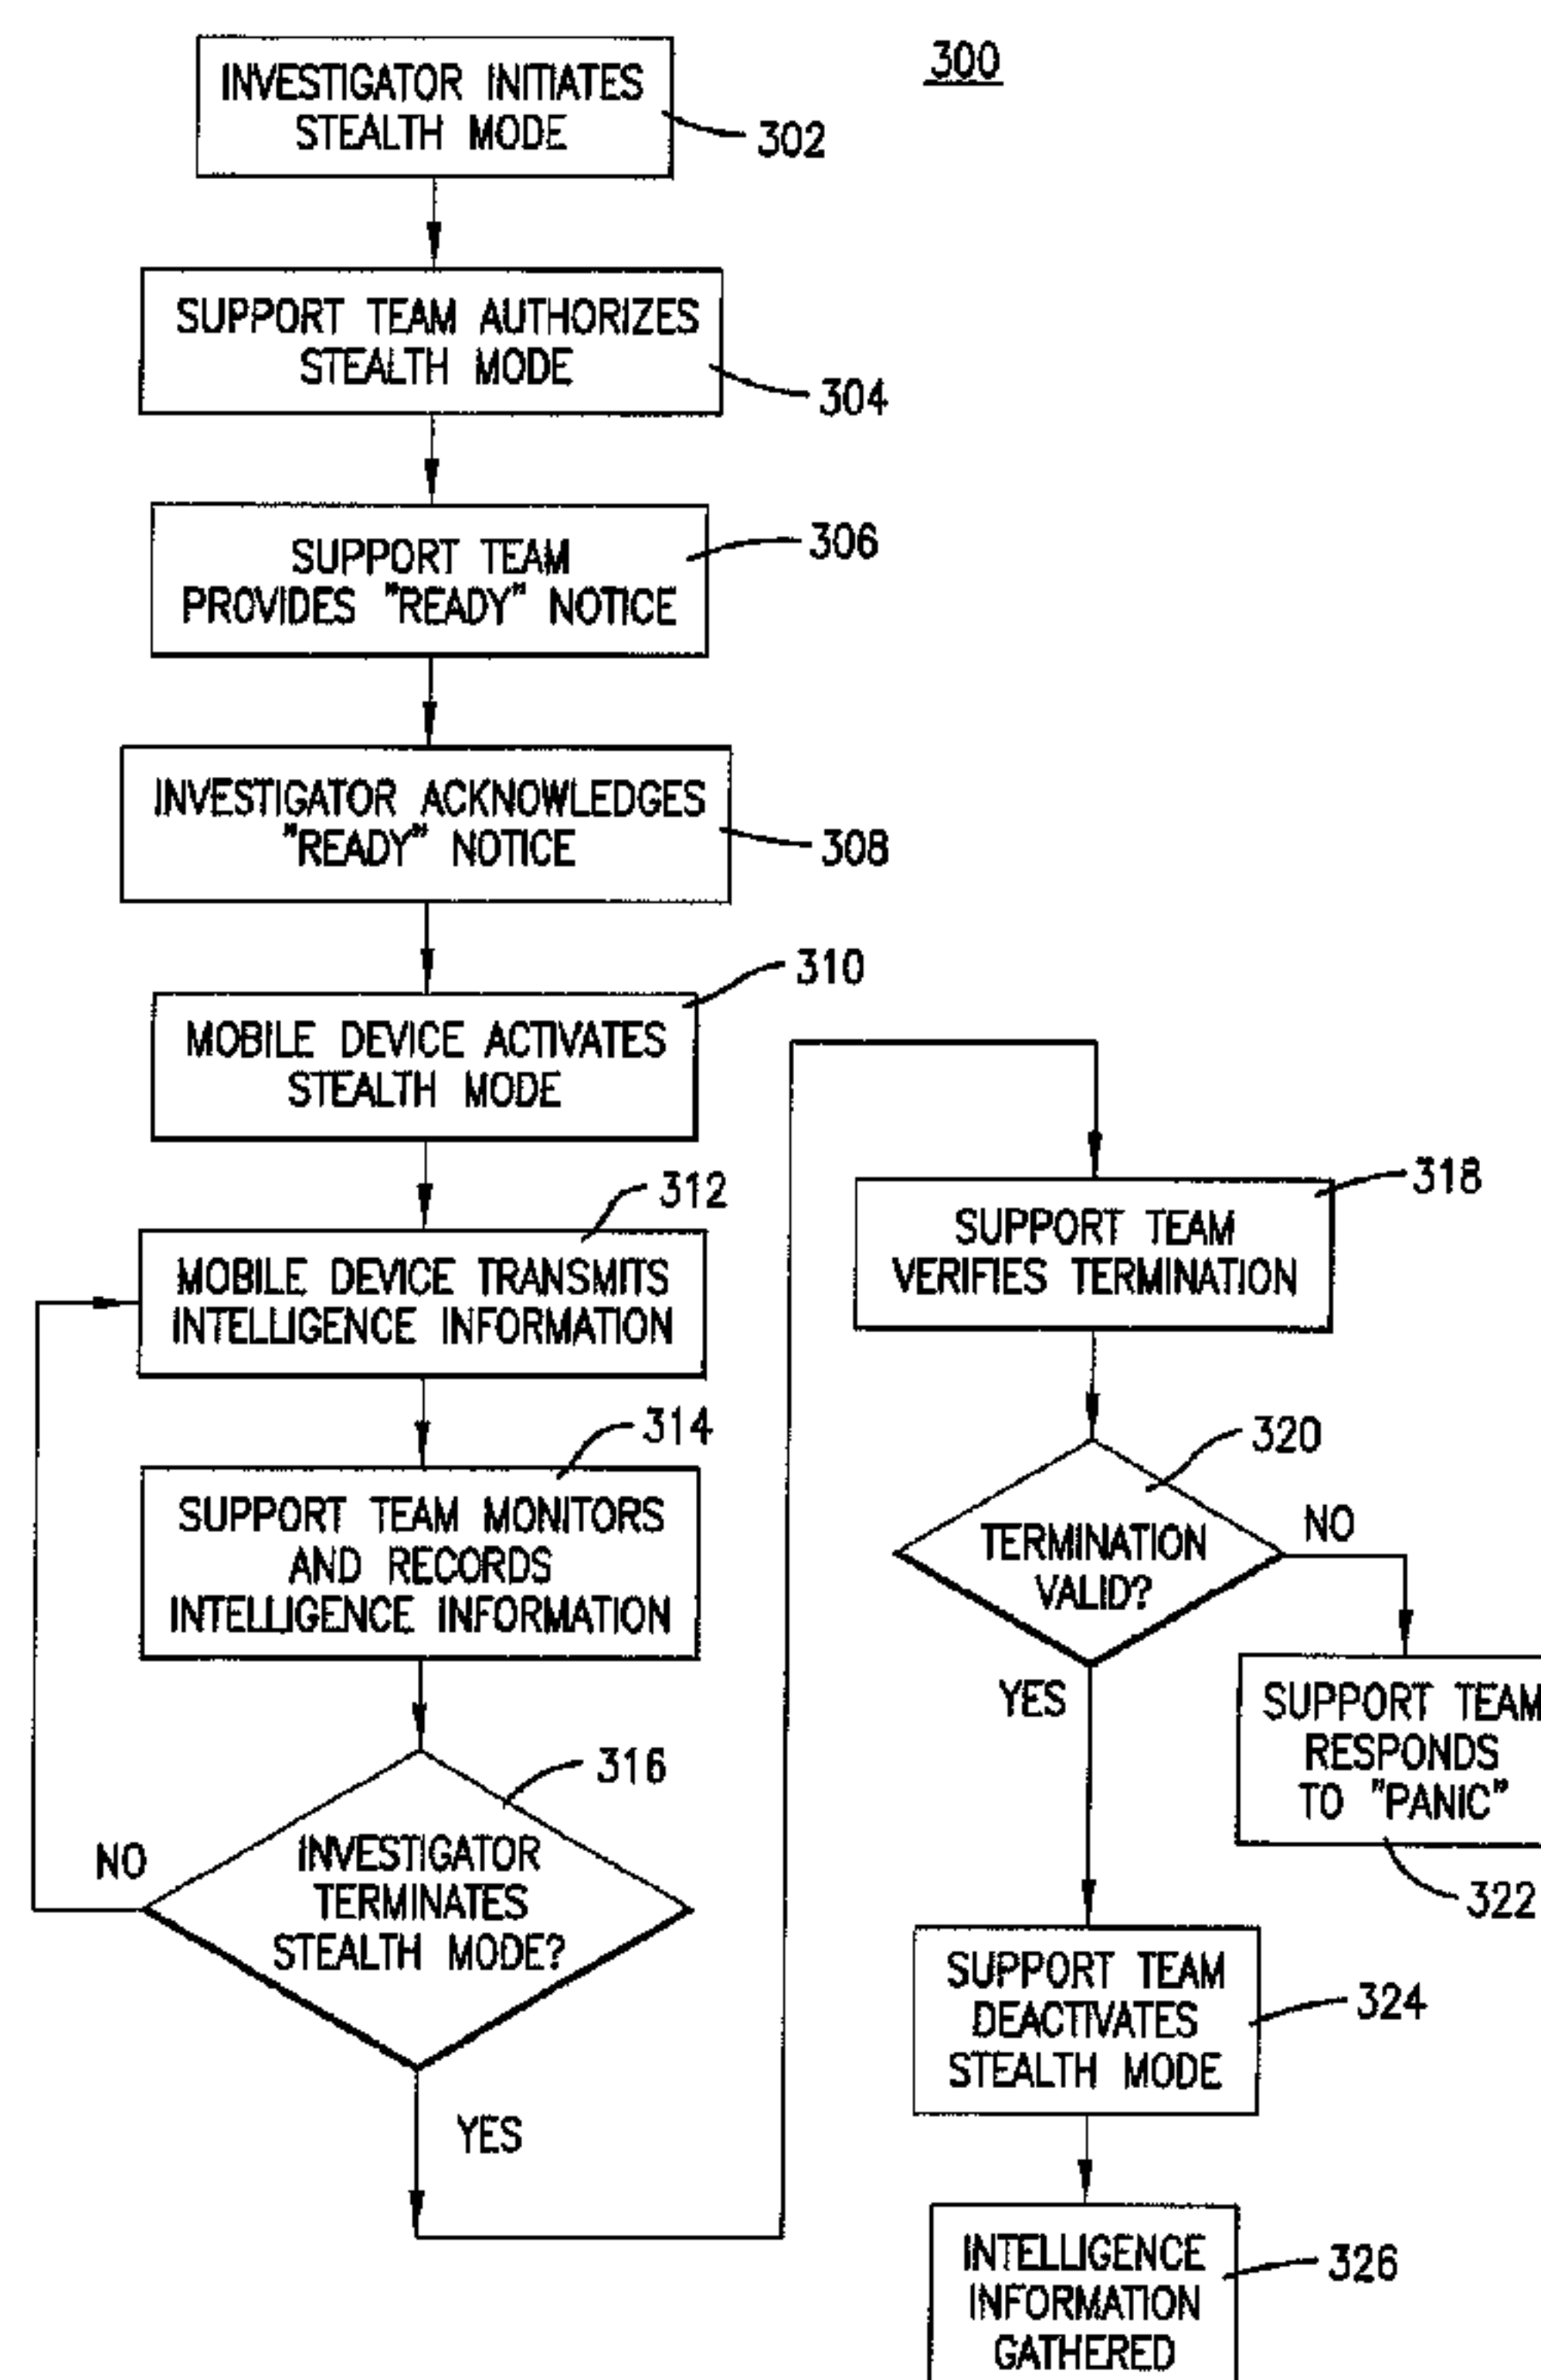 300
INVESTIGATOR INITIATES
STEALTH MODE
302
SUPPORT TEAM AUTHORIZES
STEALTH MODE
304
SUPPORT TEAM
PROVIDES "READY" NOTICE
306
INVESTIGATOR ACKNOWLEDGES
"READY" NOTICE
308
310
MOBILE DEVICE ACTIVATES
STEALTH MODE
312
MOBILE DEVICE TRANSMITS
INTELLIGENCE INFORMATION
314
SUPPORT TEAM MONITORS
AND RECORDS
INTELLIGENCE INFORMATION
316
INVESTIGATOR
TERMINATES
STEALTH MODE?
NO
YES
318
SUPPORT TEAM
VERIFIES TERMINATION
320
TERMINATION
VALID?
NO
YES
SUPPORT TEAM
RESPONDS
TO "PANIC"
322
SUPPORT TEAM
DEACTIVATES
STEALTH MODE
324
INTELLIGENCE
INFORMATION
GATHERED
326